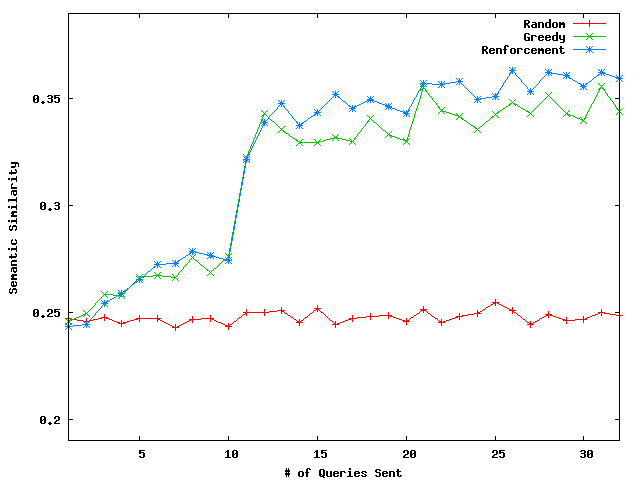 Random
Greedy
Renforcement
0.35
0.3
0.25
0.2
Semantic Similarity
5 10 15 20 25 30
# of Queries Sent